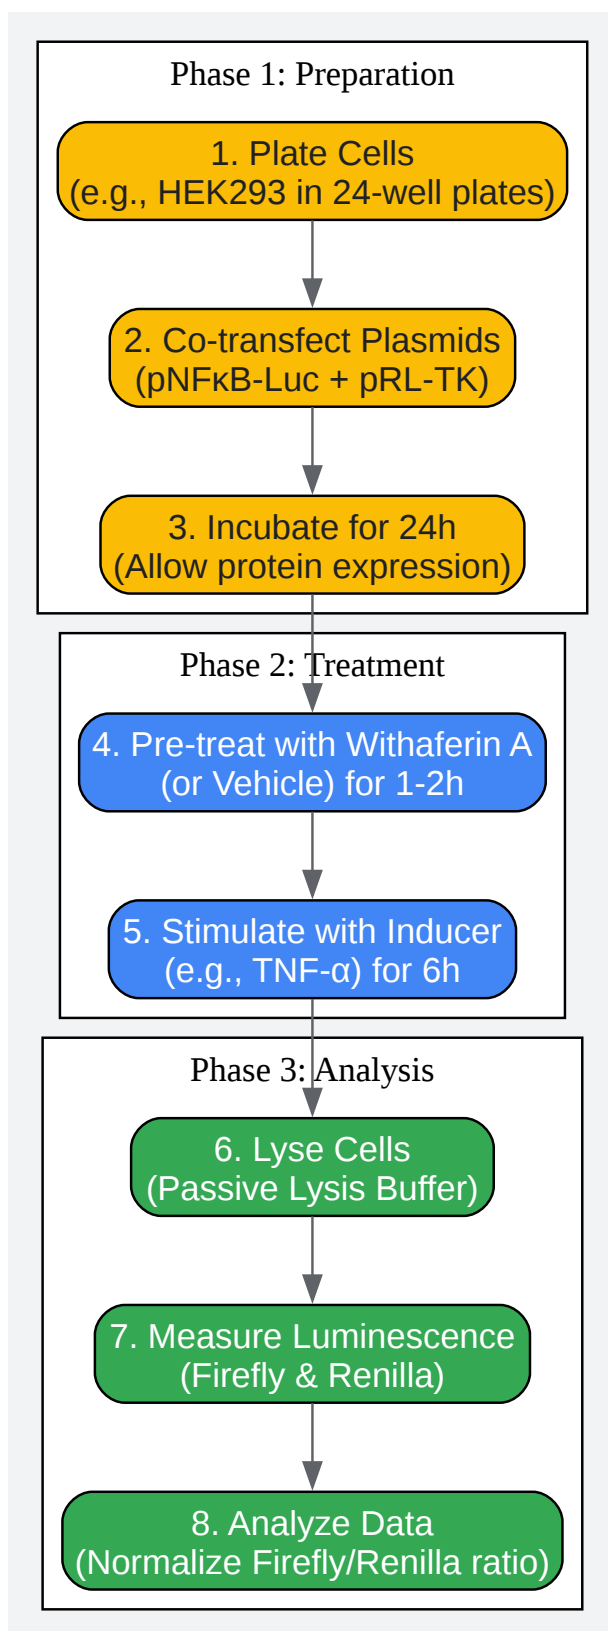 Phase 1: Preparation
1. Plate Cells
(e.g., HEK293 in 24-well plates)
2. Co-transfect Plasmids
(pNFκB-Luc + pRL-TK)
3. Incubate for 24h
(Allow protein expression)
Phase 2: Treatment
4. Pre-treat with Withaferin A
(or Vehicle) for 1-2h
5. Stimulate with Inducer
(e.g., TNF-α) for 6h
Phase 3: Analysis
6. Lyse Cells
(Passive Lysis Buffer)
7. Measure Luminescence
(Firefly & Renilla)
8. Analyze Data
(Normalize Firefly/Renilla ratio)